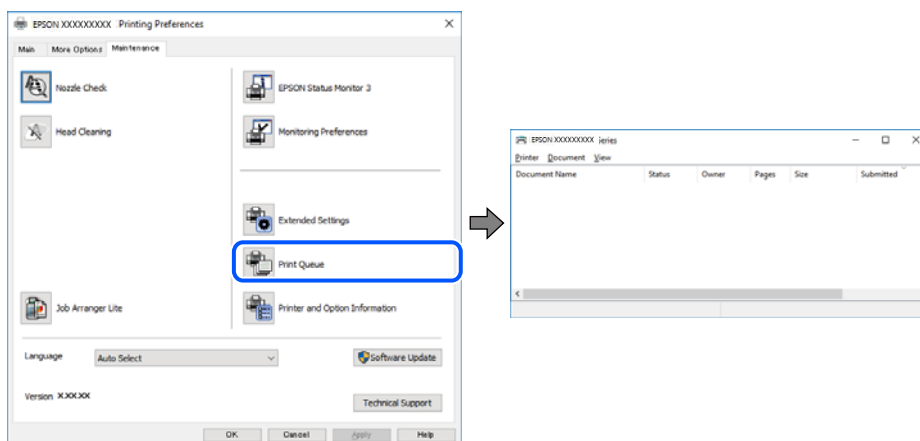 EPSON XXXXXXXXX Printing Preferences
Main More Options Maintenance
Nozzle Check
EPSON Status Monitor 3
Head Cleaning
Monitoring Preferences
Extended Settings
Print Queue
Job Arranger Lite
Printer and Option Information
Language Auto Select
Software Update
Version X.XX.XX
Technical Support
OK Cancel Apply Help
EPSON XXXXXXXXX ieries
Printer Document View
Document Name Status Owner Pages Size Submitted